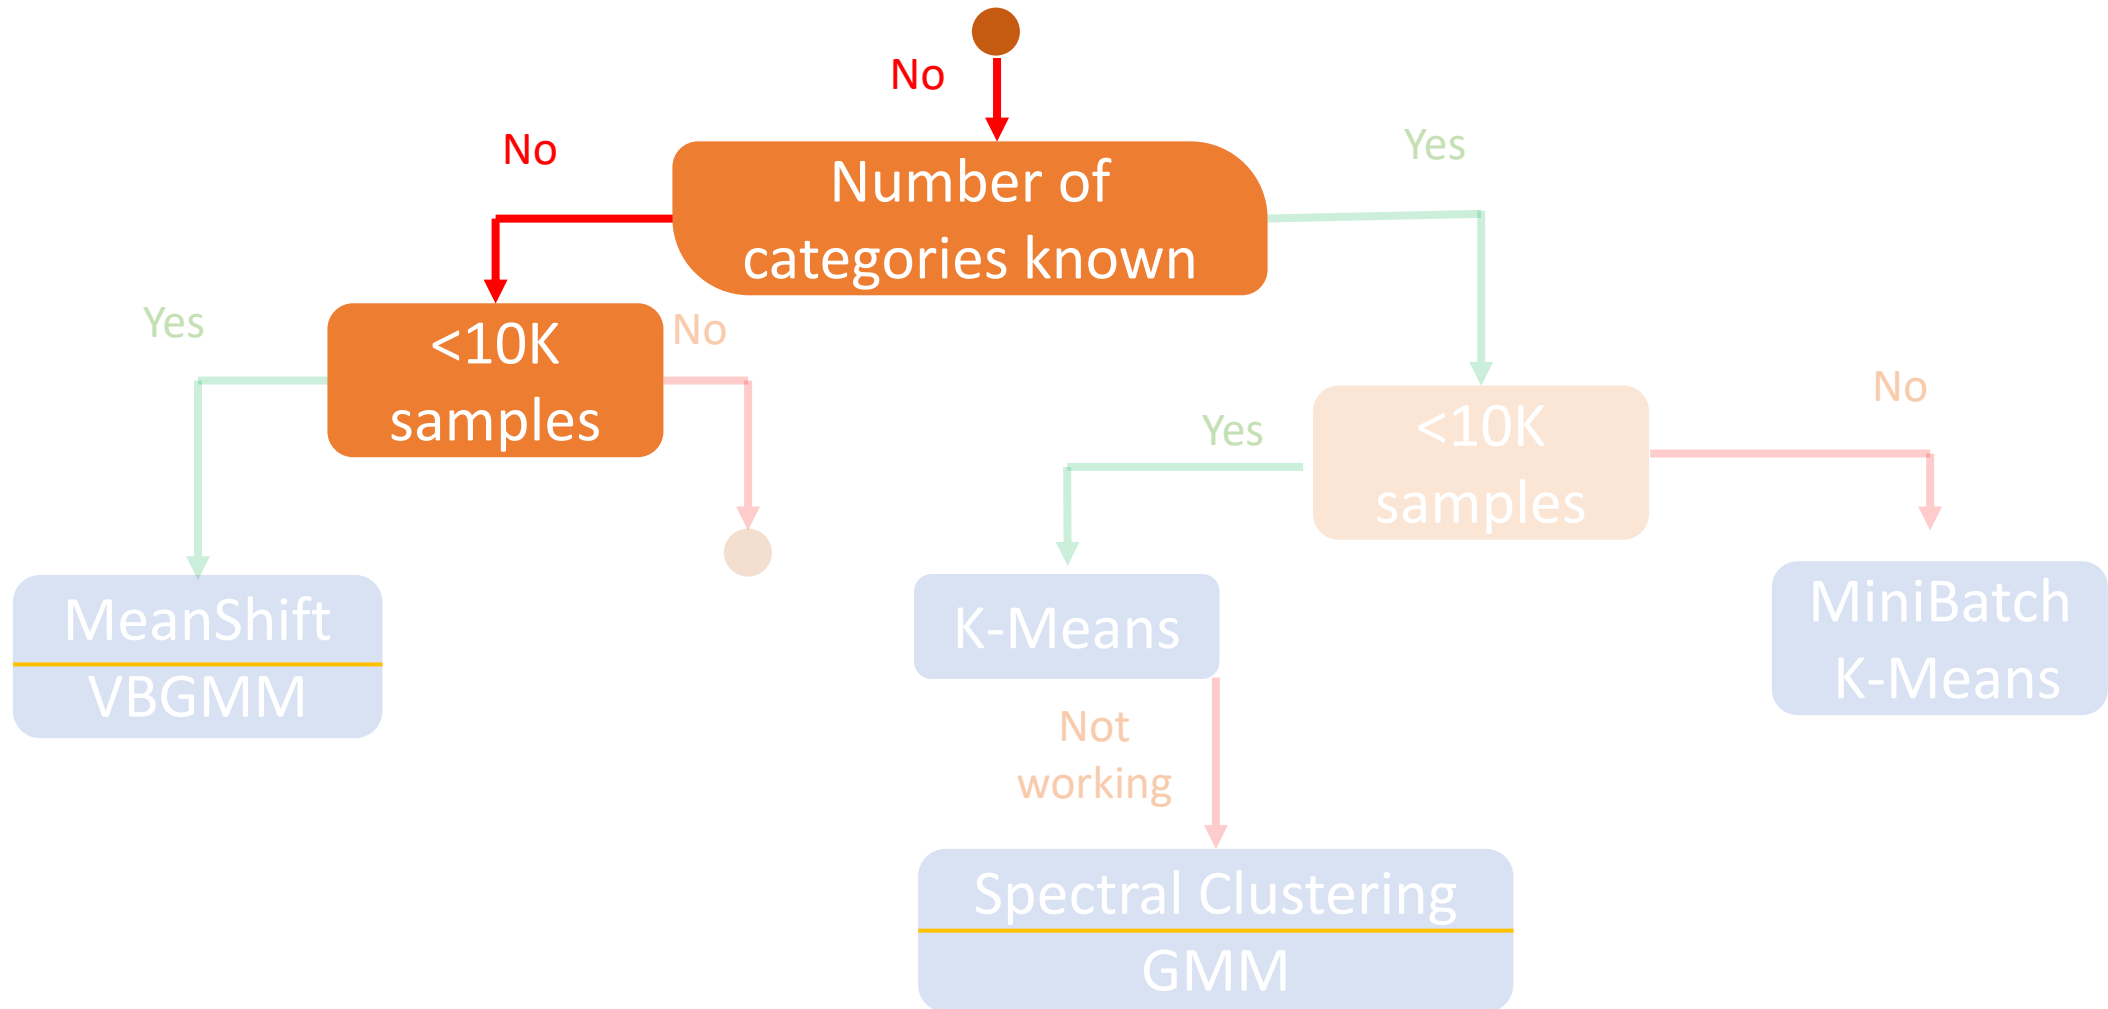 No
No
Number of
categories known
Yes
Yes
<10K
samples
No
Yes
<10K
samples
No
MeanShift
VBGMM
K-Means
MiniBatch
K-Means
Not
working
Spectral Clustering
GMM